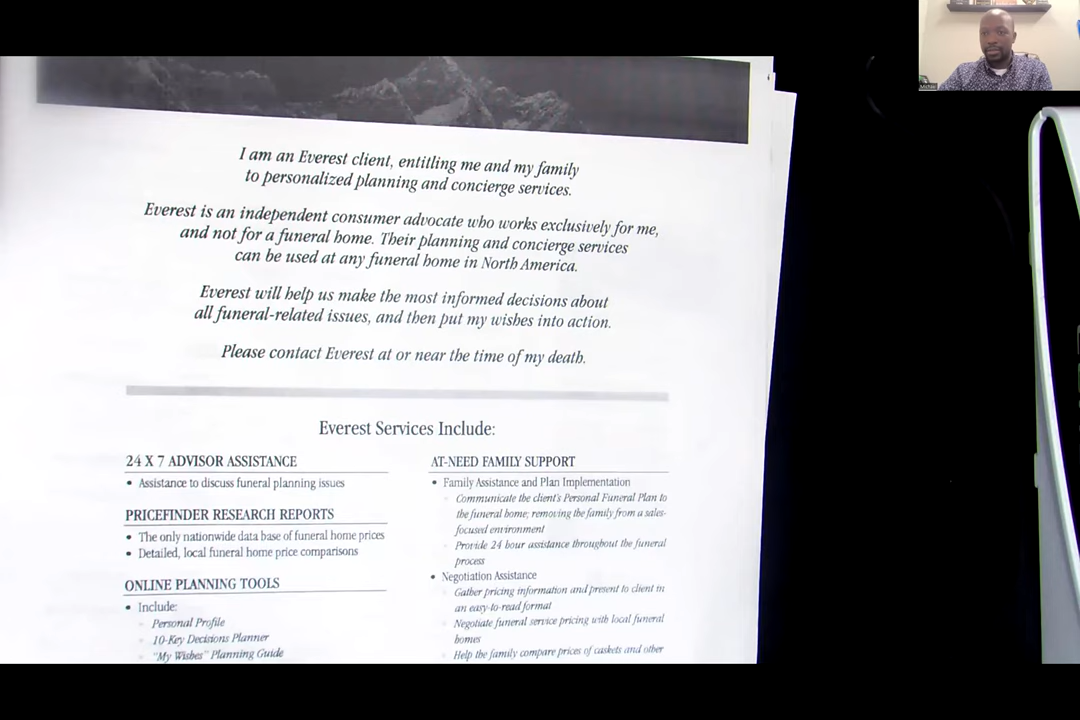 I am an Everest client, entitling me and my family
to personalized planning and concierge services.
Everest is an independent consumer advocate who works exclusively for me,
and not for a funeral home. Their planning and concierge services
can be used at any funeral home in North America.
Everest will help us make the most informed decisions about
all funeral-related issues, and then put my wishes into action.
Please contact Everest at or near the time of my death.
Everest Services Include:
24 X 7 ADVISOR ASSISTANCE
• Assistance to discuss funeral planning issues
PRICEFINDER RESEARCH REPORTS
• The only nationwide data base of funeral home prices
• Detailed, local funeral home price comparisons
ONLINE PLANNING TOOLS
• Include:
Personal Profile
10-Key Decisions Planner
"My Wishes" Planning Guide
AT-NEED FAMILY SUPPORT
• Family Assistance and Plan Implementation
Communicate the client's Personal Funeral Plan to
the funeral home; removing the family from a sales-
focused environment
Provide 24 hour assistance throughout the funeral
process
• Negotiation Assistance
Gather pricing information and present to client in
an easy-to-read format
Negotiate funeral service pricing with local funeral
homes
Help the family compare prices of caskets and other